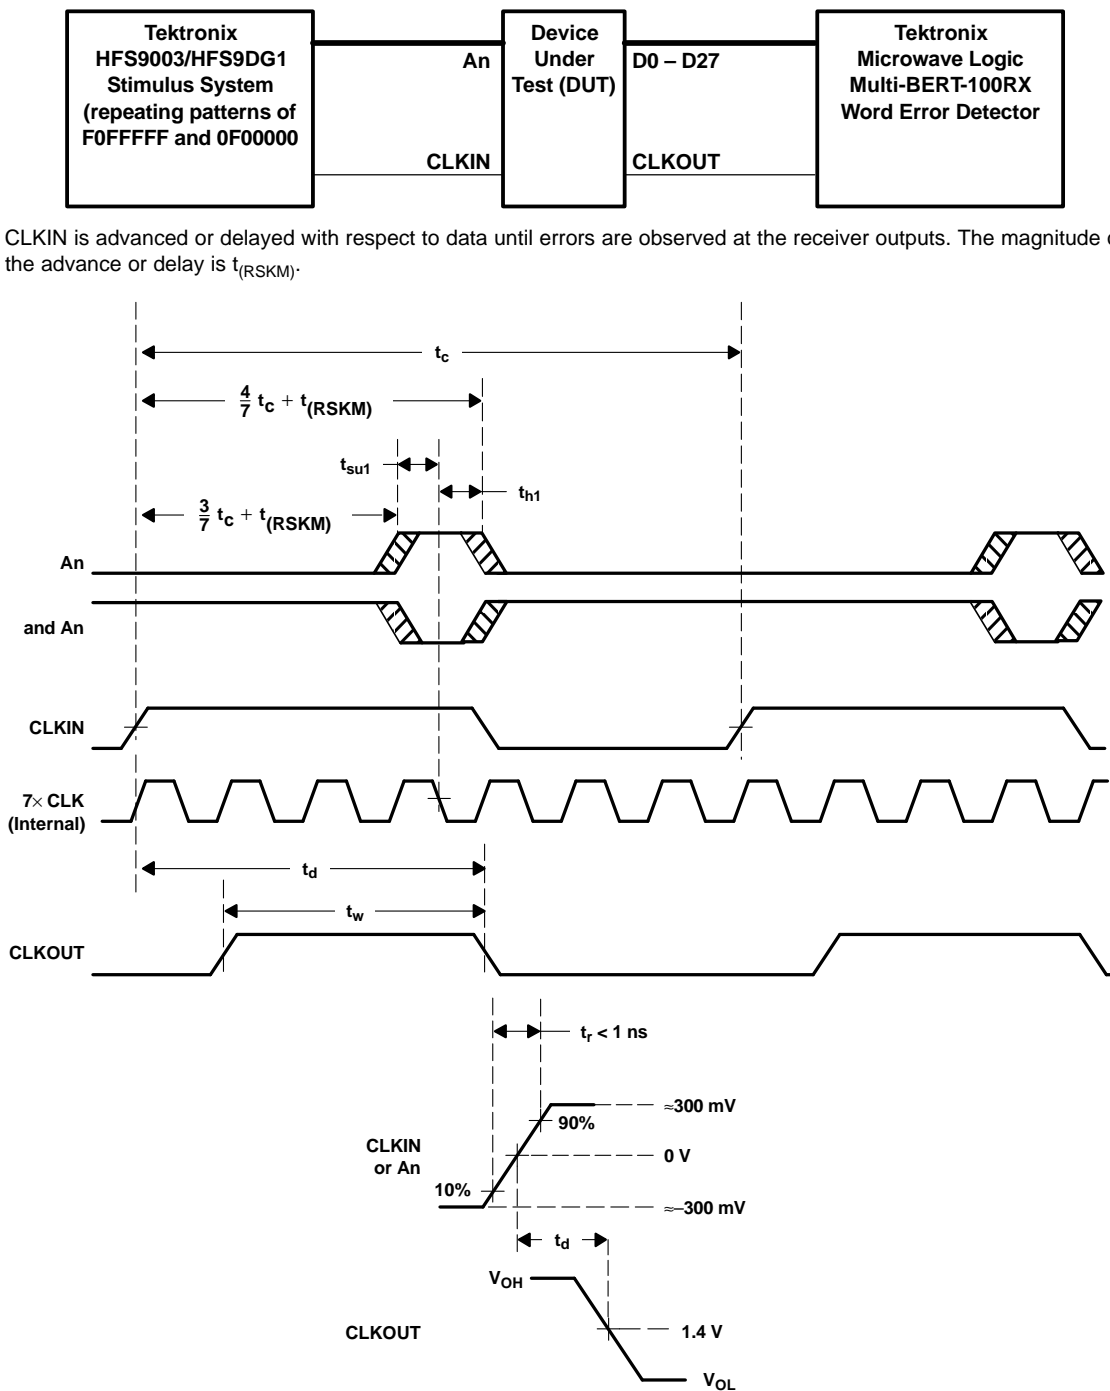 Tektronix
HFS9003/HFS9DG1
Stimulus System
(repeating patterns of
F0FFFFF and 0F00000
An
CLKIN
Device
Under
Test (DUT)
D0 – D27
CLKOUT
Tektronix
Microwave Logic
Multi-BERT-100RX
Word Error Detector
CLKIN is advanced or delayed with respect to data until errors are observed at the receiver outputs. The magnitude
the advance or delay is t(RSKM).
tc
4/7 tc + t(RSKM)
tsu1
th1
3/7 tc + t(RSKM)
An
and An
CLKIN
7× CLK
(Internal)
td
tw
CLKOUT
tr < 1 ns
≈300 mV
90%
CLKIN
or An
0 V
10%
≈–300 mV
td
VOH
CLKOUT
1.4 V
VOL